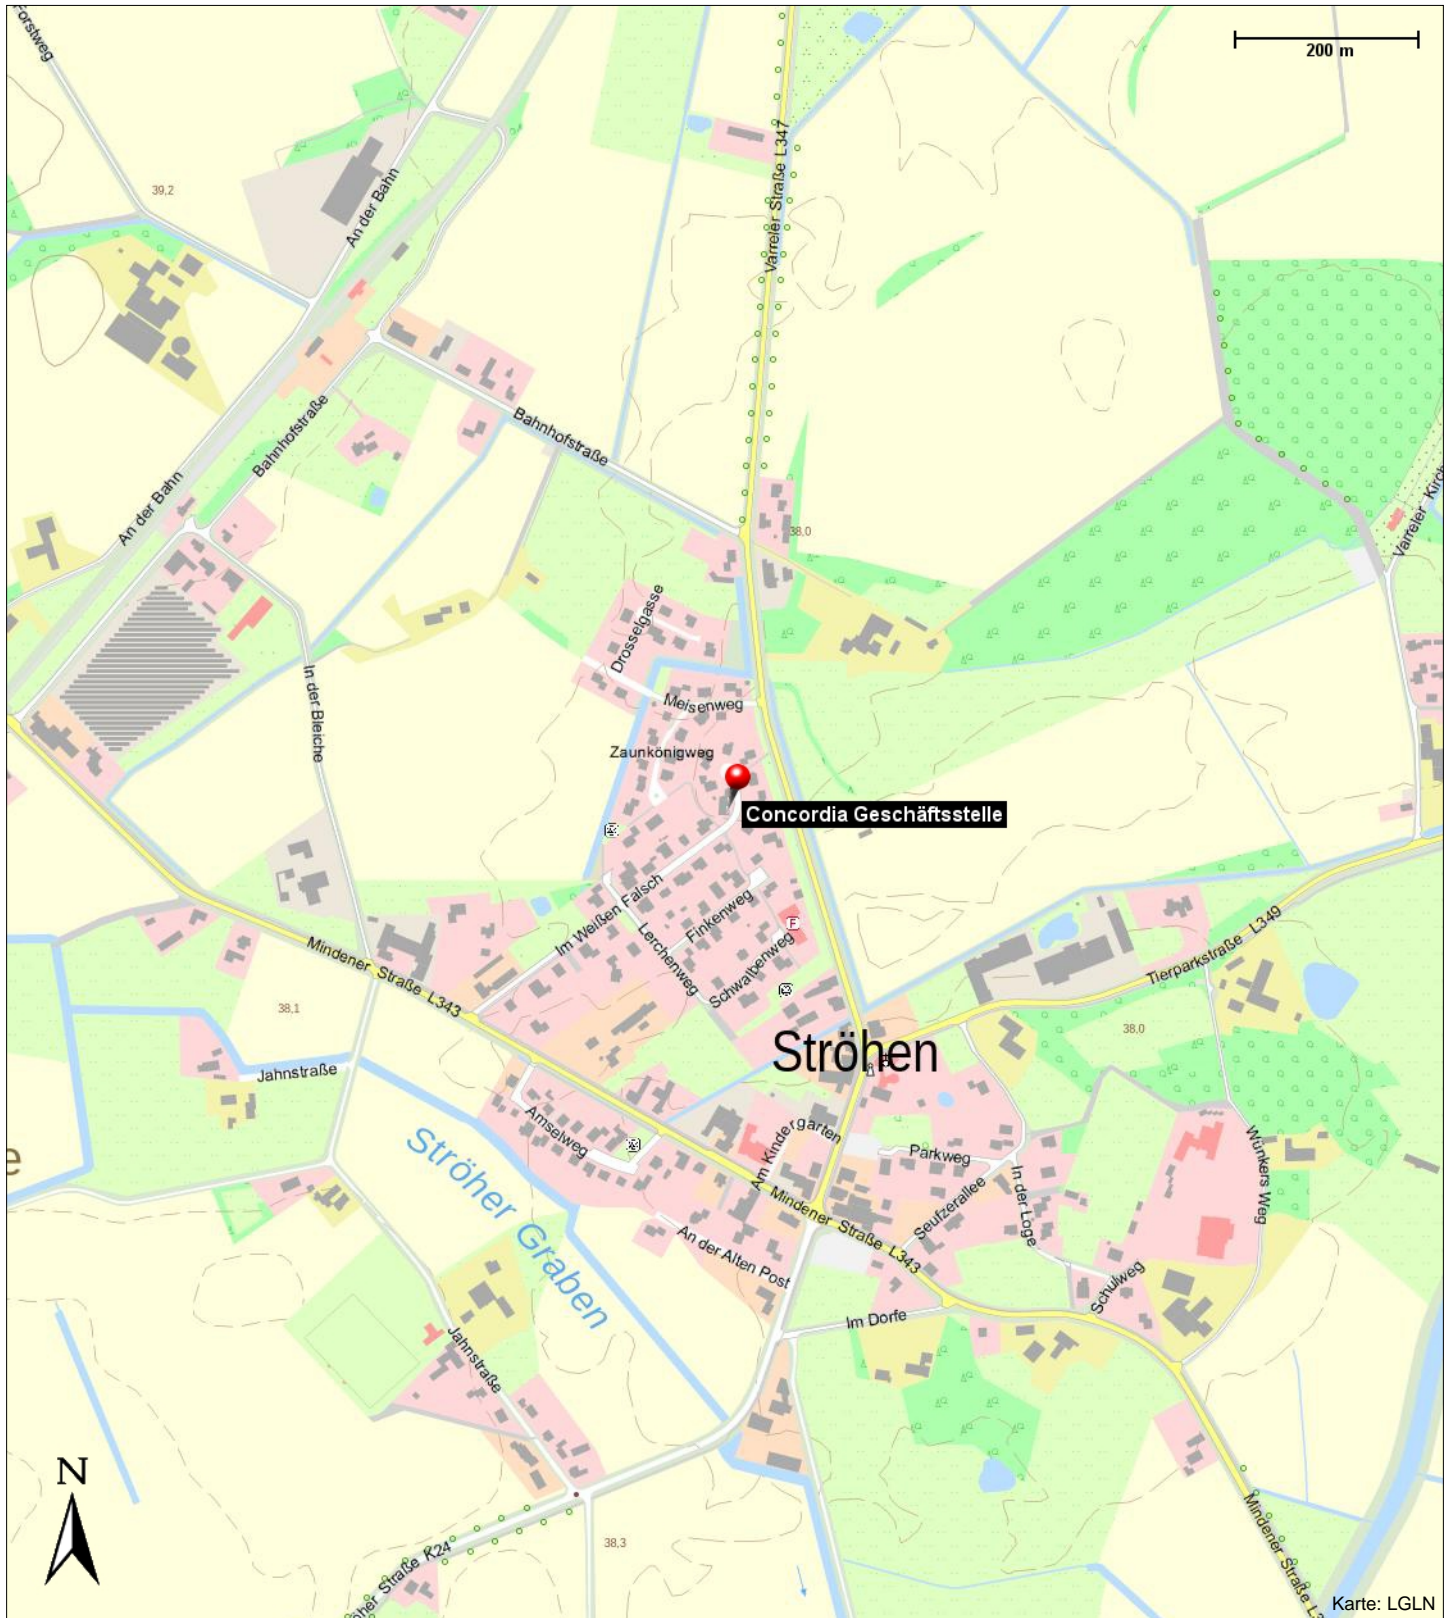 Forstweg
200 m
Varreler Straße L347
An der Bahn
39,2
Bahnhofstraße
Bahnhofstraße
An der Bahn
38,0
Drosselgasse
In der Bleiche
Meisenweg
Zaunkönigweg
Concordia Geschäftsstelle
Im Weißen Falsch
Finkenweg
F
Lerchenweg
Schwalbenweg
Mindener Straße L343
Tierparkstraße L349
38,1
38,0
Ströhen
Jahnstraße
Amselweg
Am Kindergarten
Parkweg
Wünkers Weg
e
Ströher Graben
In der Loge
Seufzerallee
Mindener Straße L343
An der Alten Post
Schulweg
Im Dorfe
Jahnstraße
N
38,3
Straße K24
Mindener Straße
Karte: LGLN